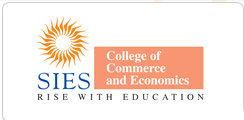 College of
Commerce
and Economics
SIES
RISE WITH EDUCATION